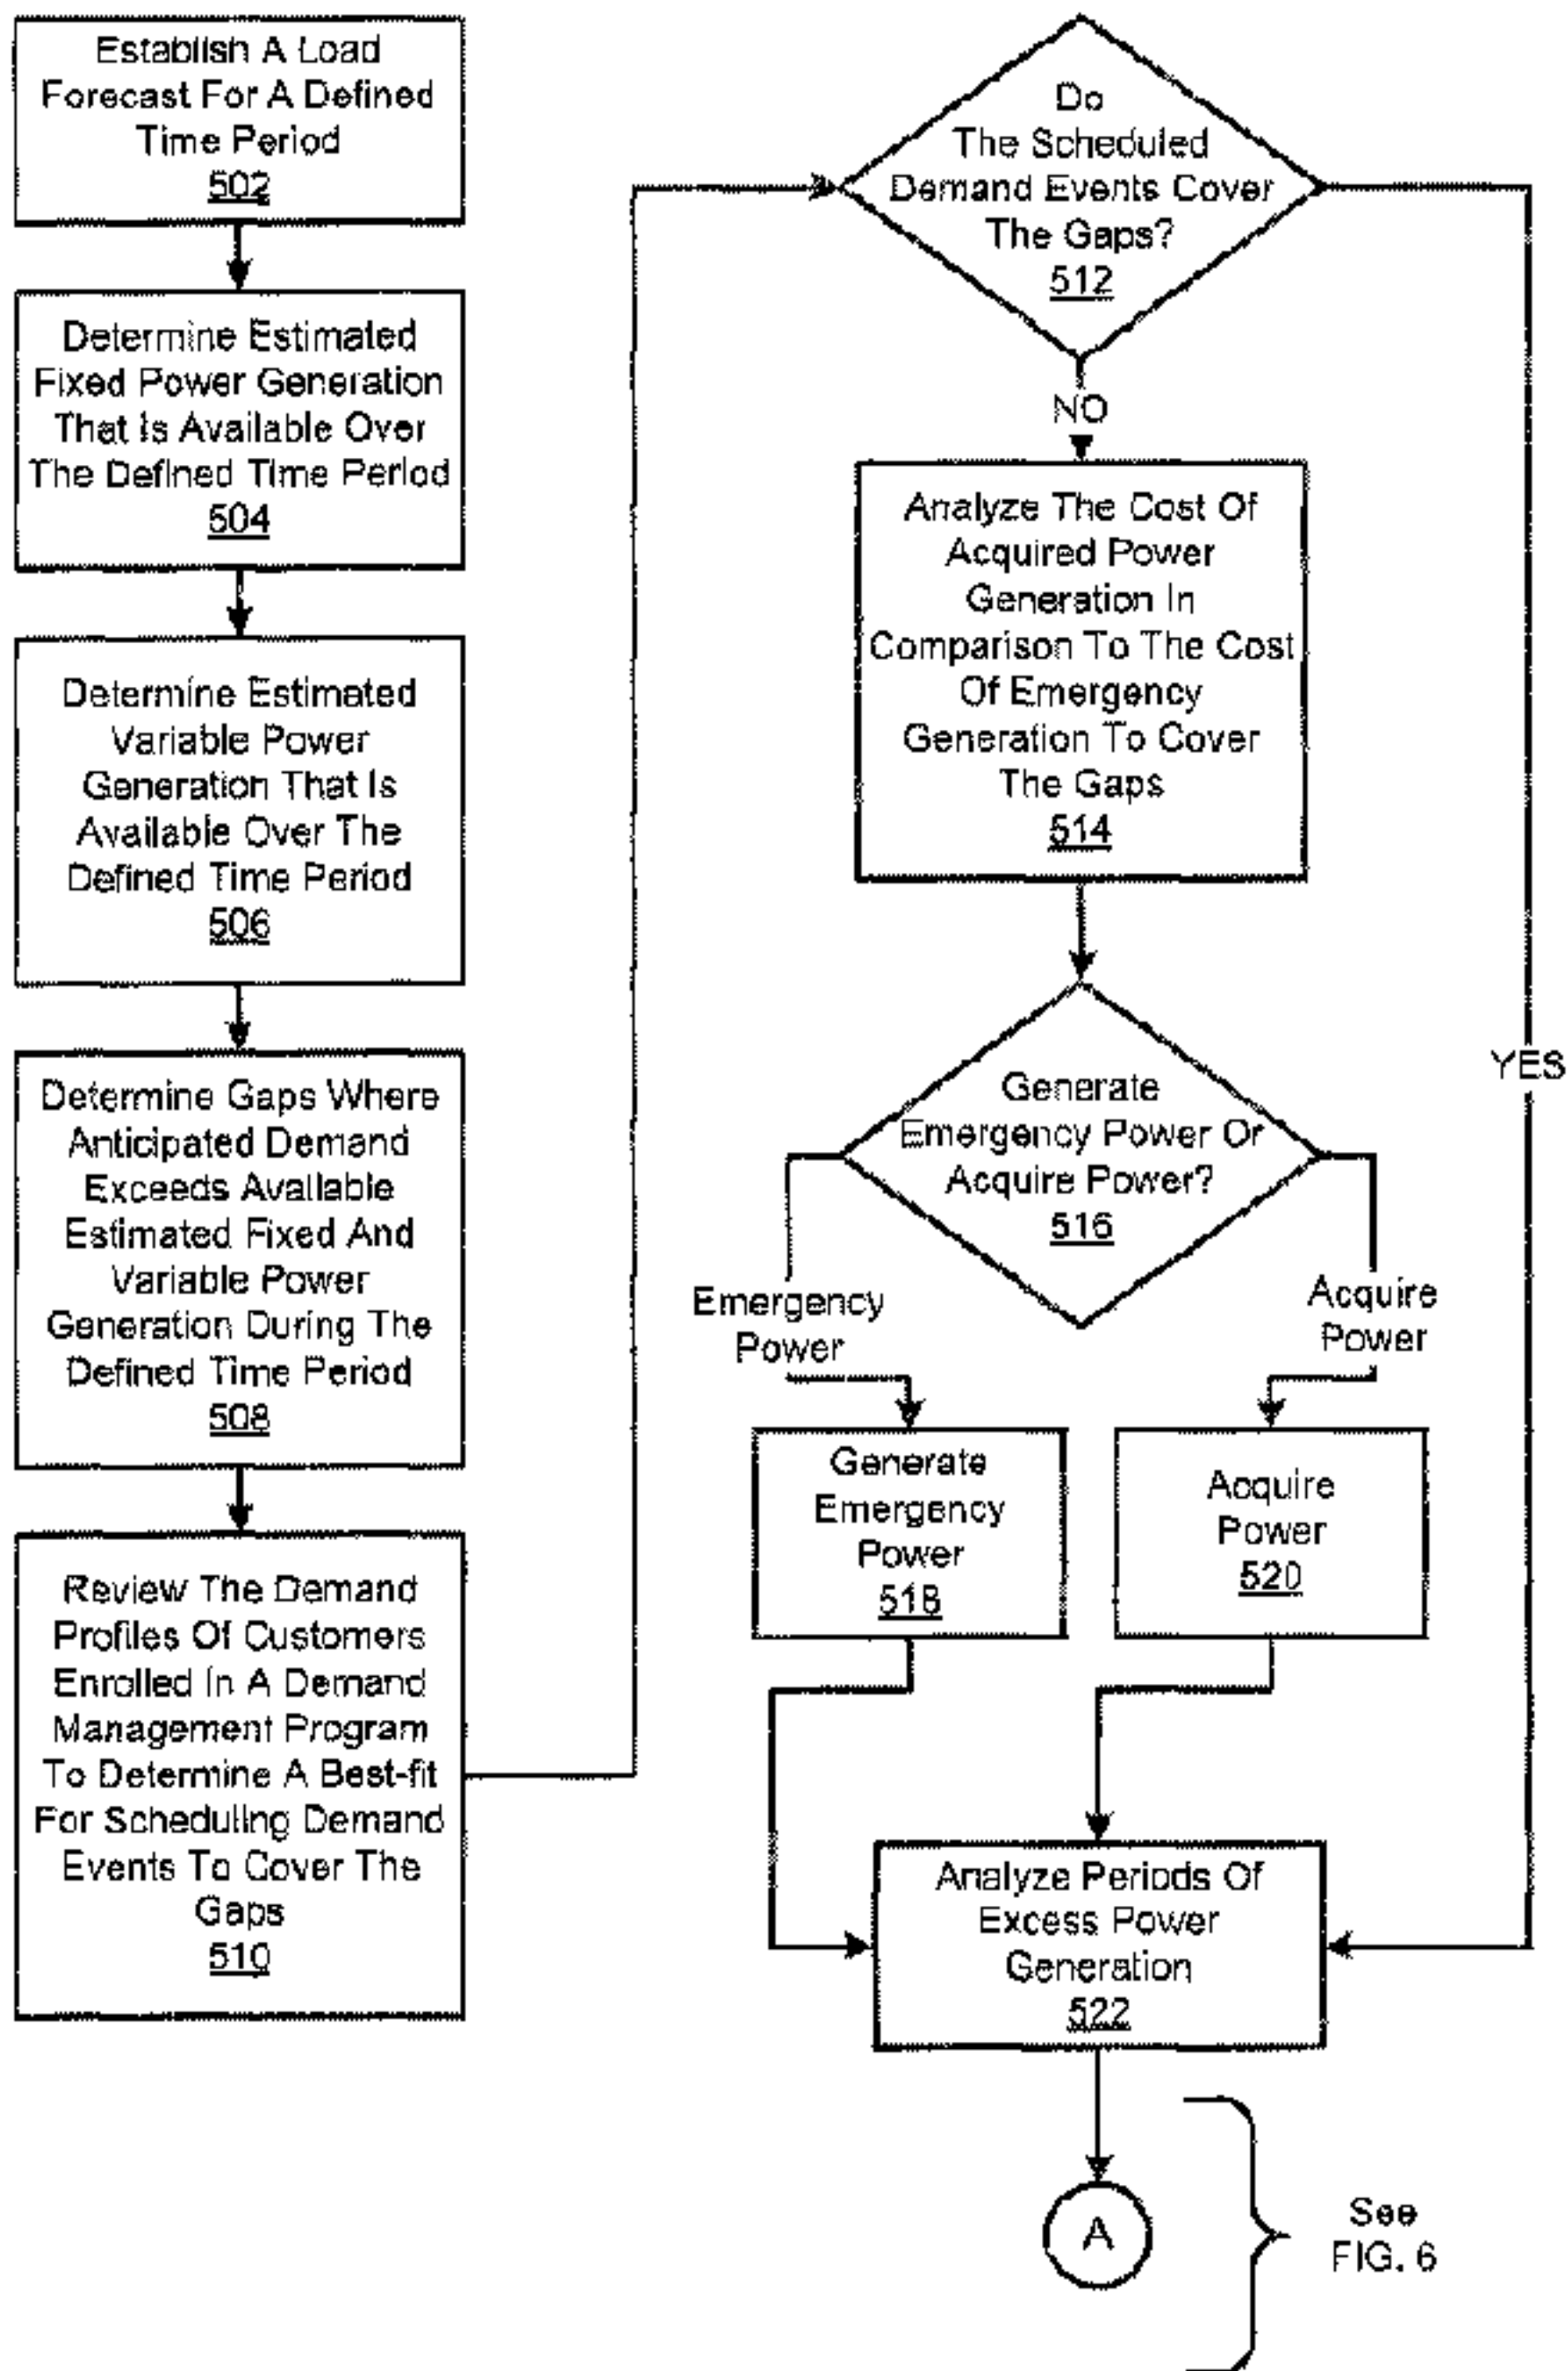 Establish A Load
Forecast For A Defined
Time Period
502
Determine Estimated
Fixed Power Generation
That Is Available Over
The Defined Time Period
504
Determine Estimated
Variable Power
Generation That Is
Available Over The
Defined Time Period
506
Determine Gaps Where
Anticipated Demand
Exceeds Available
Estimated Fixed And
Variable Power
Generation During The
Defined Time Period
508
Review The Demand
Profiles Of Customers
Enrolled In A Demand
Management Program
To Determine A Best-fit
For Scheduling Demand
Events To Cover The
Gaps
510
Do
The Scheduled
Demand Events Cover
The Gaps?
512
NO
YES
Analyze The Cost Of
Acquired Power
Generation In
Comparison To The Cost
Of Emergency
Generation To Cover
The Gaps
514
Generate
Emergency Power Or
Acquire Power?
516
Emergency
Power
Acquire
Power
Generate
Emergency
Power
518
Acquire
Power
520
Analyze Periods Of
Excess Power
Generation
522
A
See
FIG. 6